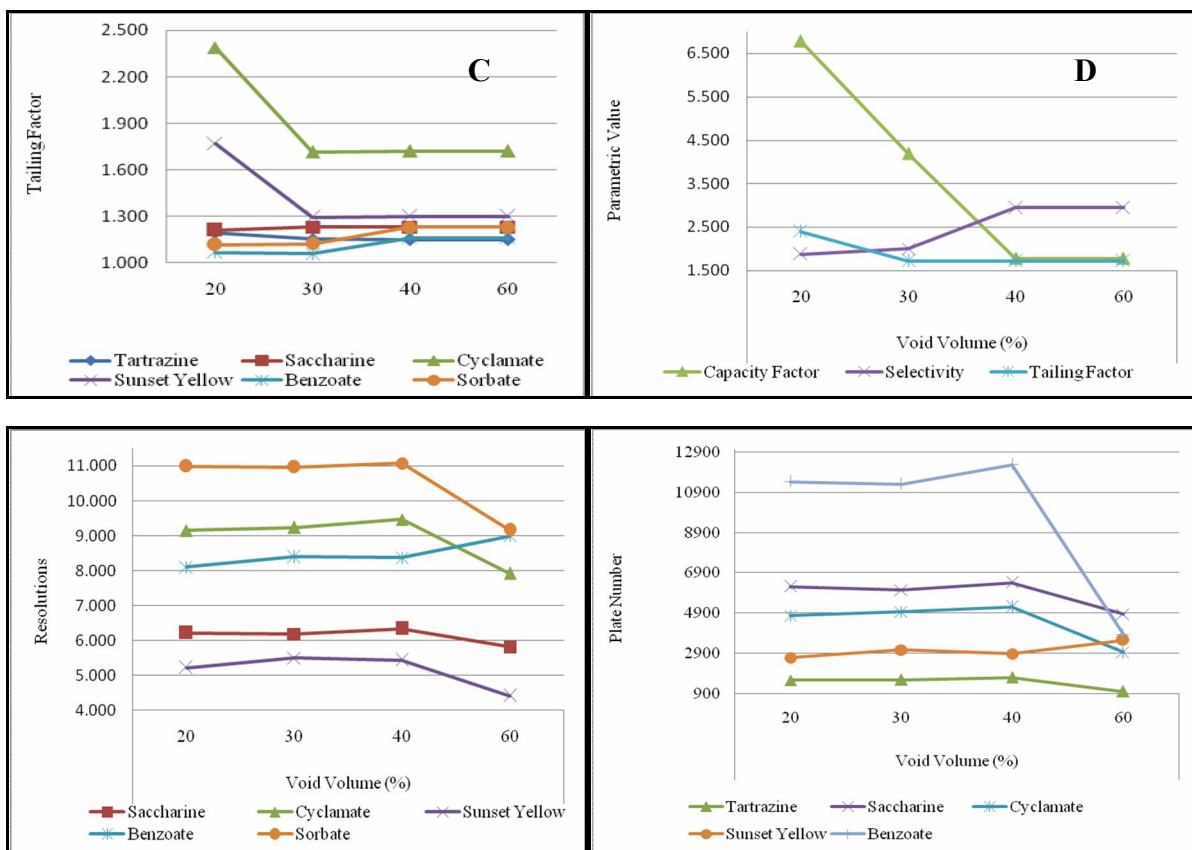 2.500
2.200
1.900
1.600
1.300
1.000
Tailing Factor
C
20 30 40 60
Tartrazine Saccharine Cyclamate
Sunset Yellow Benzoate Sorbate
6.500
4.500
3.500
2.500
1.500
Parametric Value
D
20 30 40 60
Void Volume (%)
Capacity Factor Selectivity Tailing Factor
11.000
10.000
9.000
8.000
7.000
6.000
5.000
4.000
Resolutions
20 30 40 60
Void Volume (%)
Saccharine Cyclamate Sunset Yellow
Benzoate Sorbate
12900
10900
8900
6900
4900
2900
900
Plate Number
20 30 40 60
Void Volume (%)
Tartrazine Saccharine Cyclamate
Sunset Yellow Benzoate